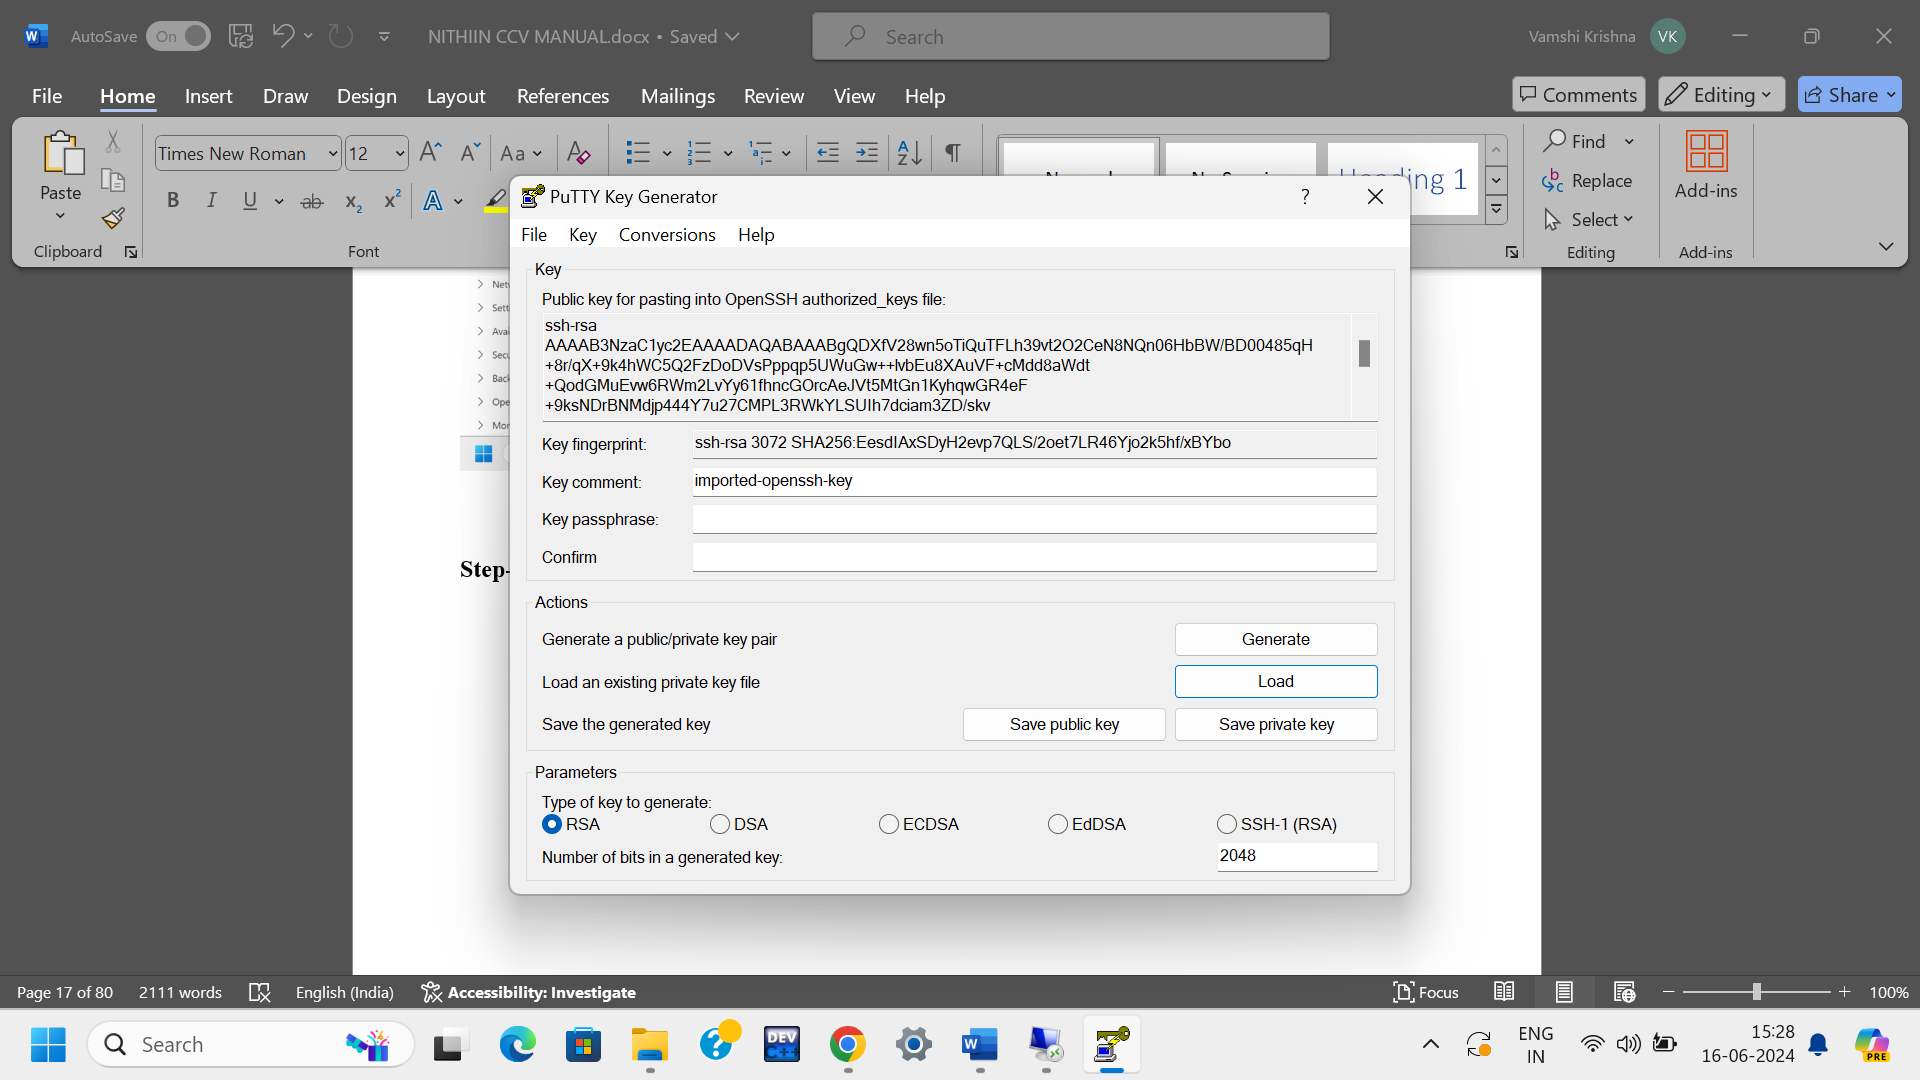 AutoSave On NITHIIN CCV MANUAL.docx • Saved Search Vamshi Krishna VK
File Home Insert Draw Design Layout References Mailings Review View Help Comments Editing Share
Paste Times New Roman 12 Aa Find
B I U ab X₂ X² A Heading 1 Replace Add-ins
Select
Clipboard Font Editing Add-ins
PuTTY Key Generator ?
File Key Conversions Help
Key
Public key for pasting into OpenSSH authorized_keys file:
ssh-rsa
AAAAB3NzaC1yc2EAAAADAQABAAABgQDXfV28wn5oTiQuTFLh39vt2O2CeN8NQn06HbBW/BD00485qH
+8r/qX+9k4hWC5Q2FzDoDVsPppqp5UWuGw++lvbEu8XAuVF+cMdd8aWdt
+QodGMuEvw6RWm2LvYy61fhncGOrcAeJVt5MtGn1KyhqwGR4eF
+9ksNDrBNMdjp444Y7u27CMPL3RWkYLSUIh7dciam3ZD/skv
Key fingerprint: ssh-rsa 3072 SHA256:EesdIAxSDyH2evp7QLS/2oet7LR46Yjo2k5hf/xBYbo
Key comment: imported-openssh-key
Key passphrase:
Confirm
Step-
Actions
Generate a public/private key pair Generate
Load an existing private key file Load
Save the generated key Save public key Save private key
Parameters
Type of key to generate:
RSA DSA ECDSA EdDSA SSH-1 (RSA)
Number of bits in a generated key: 2048
Page 17 of 80 2111 words English (India) Accessibility: Investigate Focus 100%
Search DEV C++ ENG IN 15:28 16-06-2024 PRE